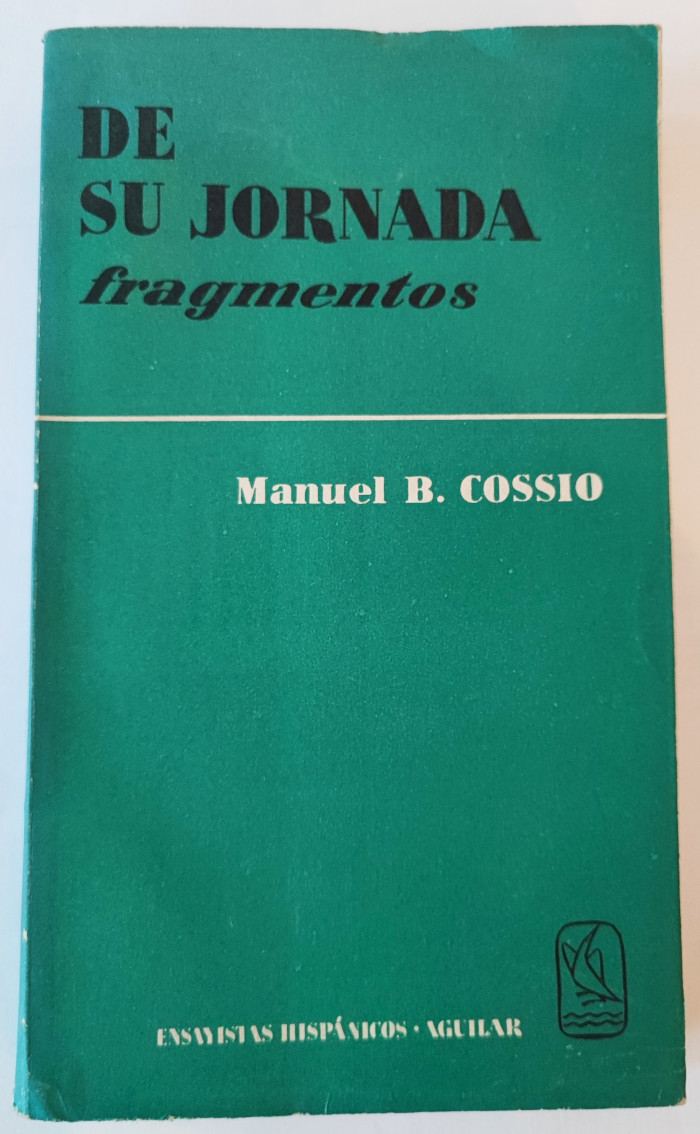 DE
SU JORNADA
fragmentos
Manuel B. COSSIO
ENSAYISTAS HISPÁNICOS · AGUILAR